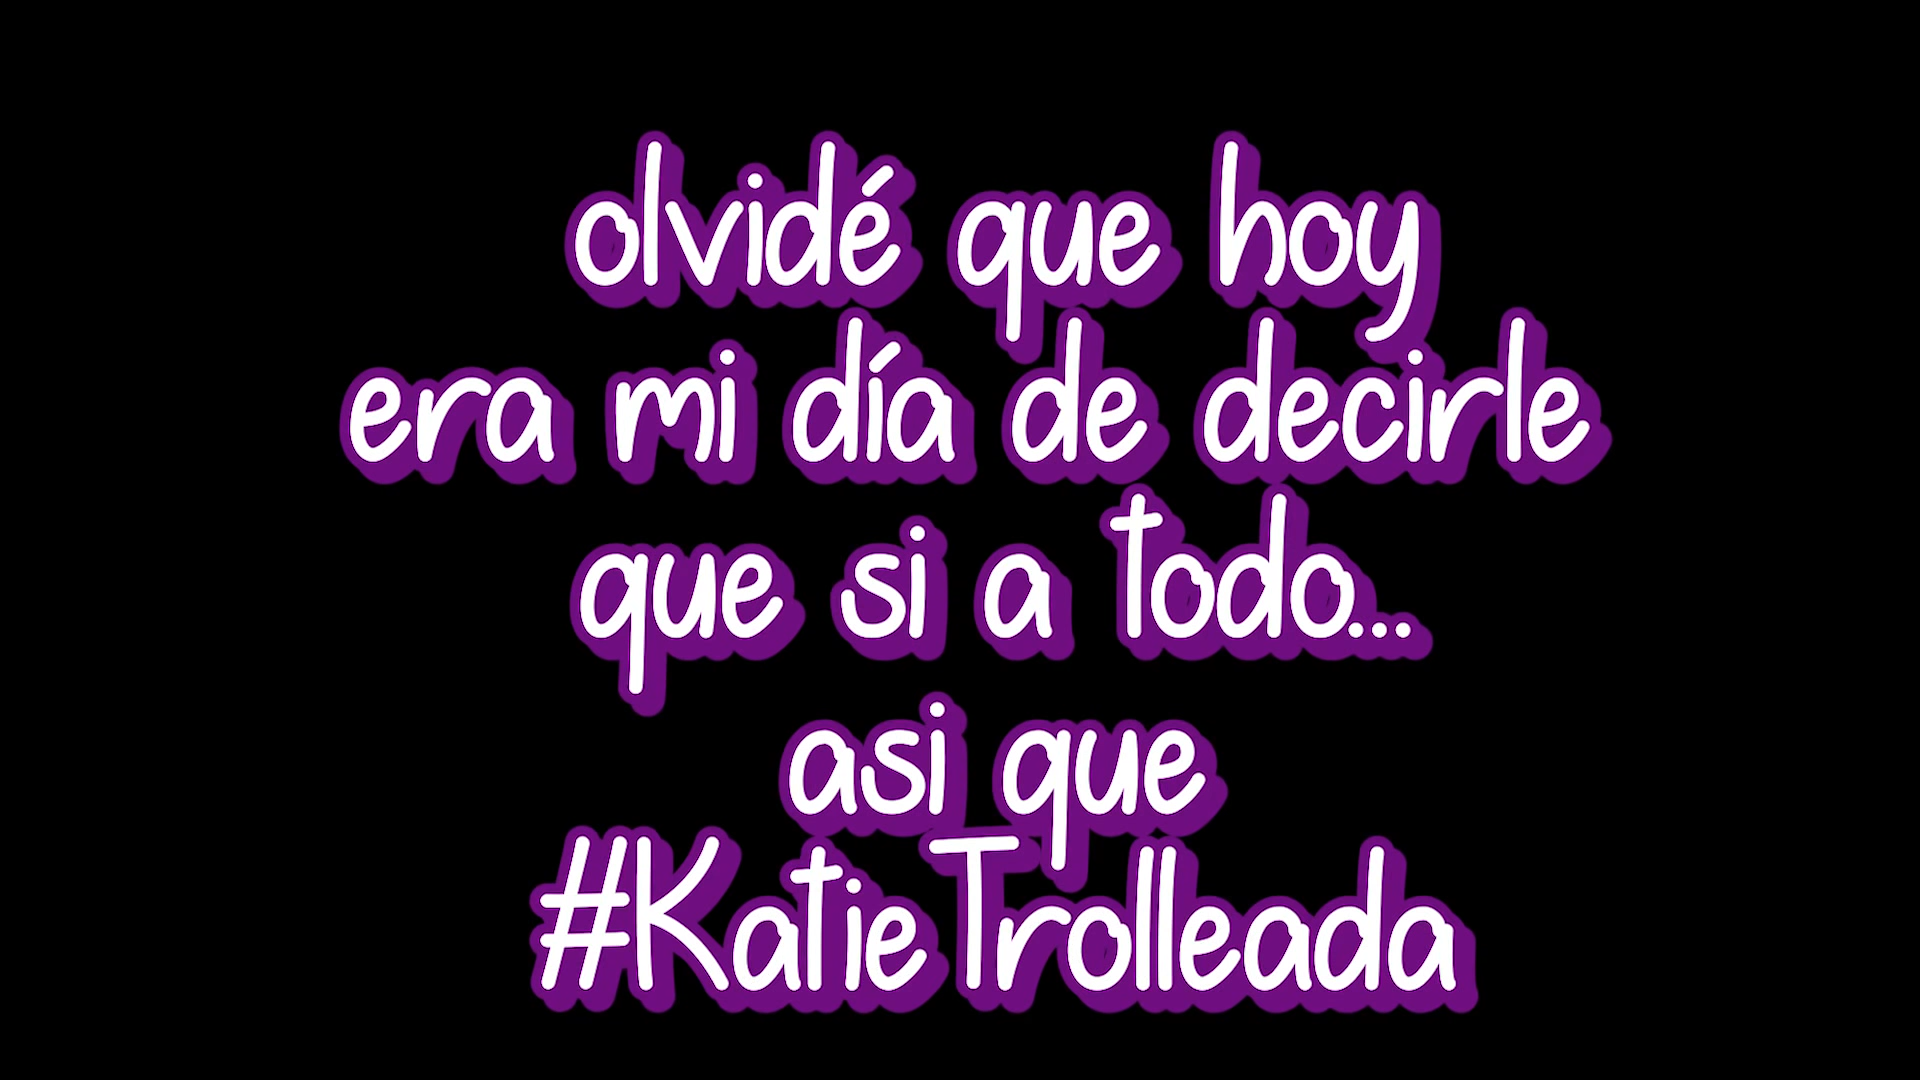 olvidé que hoy
era mi día de decirle
que si a todo...
asi que
#KatieTrolleada